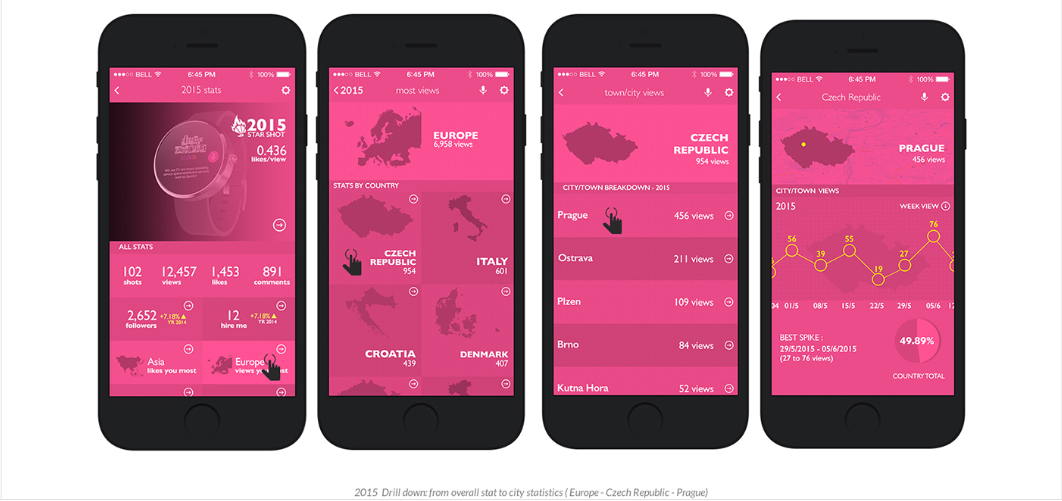 BELL 6:45 PM 100%
2015 stats
2015
STAR SHOT
0.436
likes/view
ALL STATS
102 12,457 1,453 891
shots views likes comments
2,652 +7.18% 12 +7.18%
followers YR 2014 hire me YR 2014
Asia Europe
likes you most views you most
BELL 6:45 PM 100%
2015 most views
EUROPE
6,958 views
STATS BY COUNTRY
CZECH
REPUBLIC ITALY
954 601
CROATIA DENMARK
439 407
BELL 6:45 PM 100%
town/city views
CZECH
REPUBLIC
954 views
CITY/TOWN BREAKDOWN - 2015
Prague 456 views
Ostrava 211 views
Plzen 109 views
Brno 84 views
Kutna Hora 52 views
BELL 6:45 PM 100%
Czech Republic
PRAGUE
456 views
CITY/TOWN VIEWS
2015 WEEK VIEW
56 39 55 19 27 76
04 01/5 08/5 15/5 22/5 29/5 05/6 12
BEST SPIKE :
29/5/2015 - 05/6/2015
(27 to 76 views)
49.89%
COUNTRY TOTAL
2015 Drill down: from overall stat to city statistics ( Europe - Czech Republic - Prague)